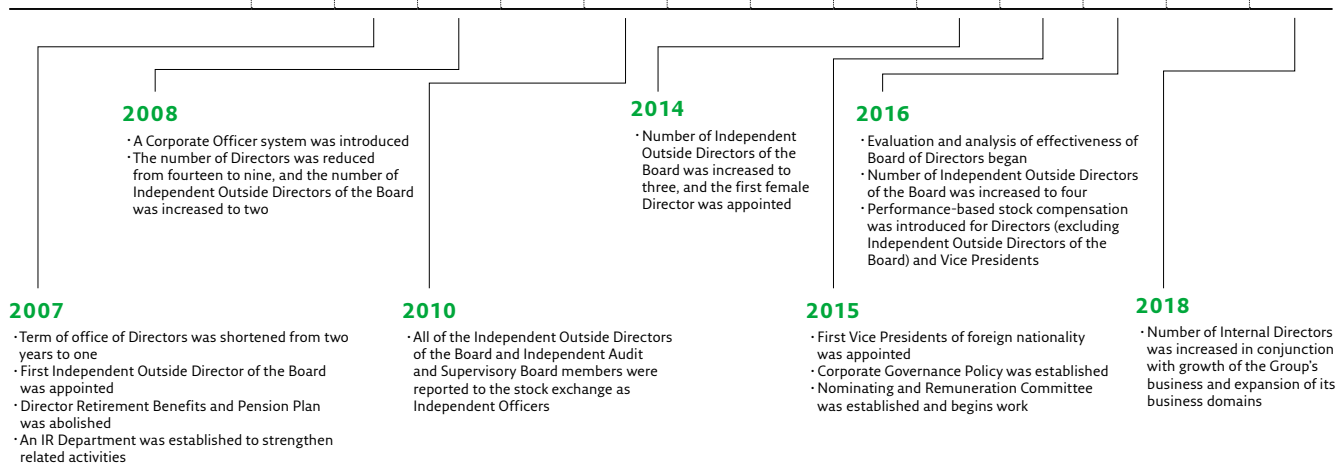 2008
・A Corporate Officer system was introduced
・The number of Directors was reduced
from fourteen to nine, and the number of
Independent Outside Directors of the Board
was increased to two
2014
・Number of Independent
Outside Directors of the
Board was increased to
three, and the first female
Director was appointed
2016
・Evaluation and analysis of effectiveness of
Board of Directors began
・Number of Independent Outside Directors
of the Board was increased to four
・Performance-based stock compensation
was introduced for Directors (excluding
Independent Outside Directors of the
Board) and Vice Presidents
2007
・Term of office of Directors was shortened from two
years to one
・First Independent Outside Director of the Board
was appointed
・Director Retirement Benefits and Pension Plan
was abolished
・An IR Department was established to strengthen
related activities
2010
・All of the Independent Outside Directors
of the Board and Independent Audit
and Supervisory Board members were
reported to the stock exchange as
Independent Officers
2015
・First Vice Presidents of foreign nationality
was appointed
・Corporate Governance Policy was established
・Nominating and Remuneration Committee
was established and begins work
2018
・Number of Internal Directors
was increased in conjunction
with growth of the Group's
business and expansion of its
business domains